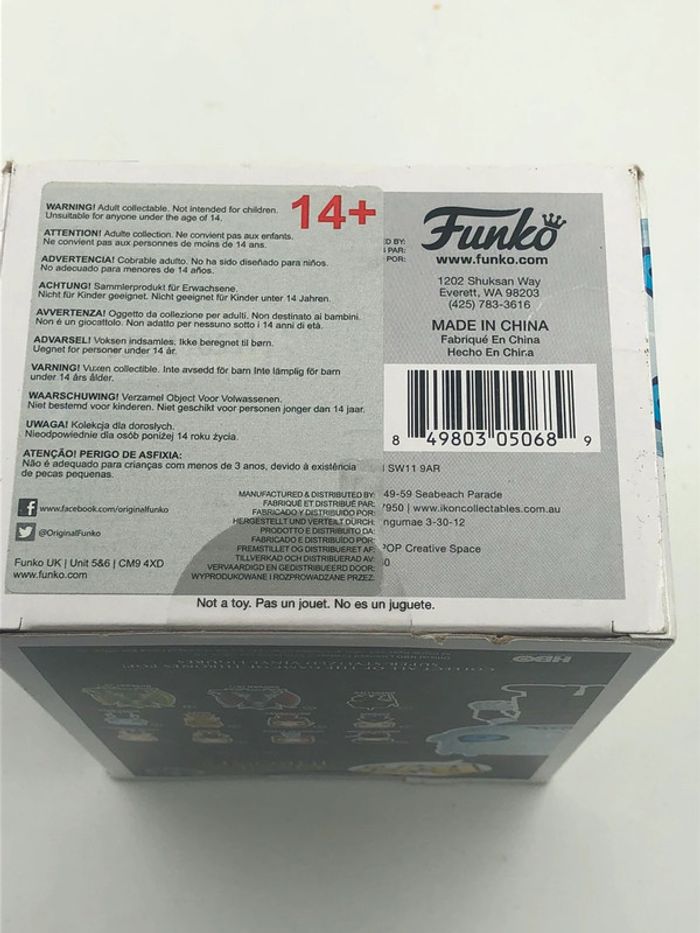 WARNING! Adult collectable. Not intended for children.
Unsuitable for anyone under the age of 14.
14+
ATTENTION! Adulte collection. Ne convient pas aux enfants.
Ne convient pas aux personnes de moins de 14 ans.
ADVERTENCIA! Cobrable adulto. No ha sido diseñado para niños.
No adecuado para menores de 14 años.
ACHTUNG! Sammlerprodukt für Erwachsene.
Nicht für Kinder geeignet. Nicht geeignet für Kinder unter 14 Jahren.
AVVERTENZA! Oggetto da collezione per adulti. Non destinato ai bambini.
Non è un giocattolo. Non adatto per nessuno sotto i 14 anni di età.
ADVARSEL! Voksen indsamles. Ikke beregnet til børn.
Uegnet for personer under 14 år.
VARNING! Vuxen collectible. Inte avsedd för barn Inte lämplig för barn
under 14 års ålder.
WAARSCHUWING! Verzamel Object Voor Volwassenen.
Niet bestemd voor kinderen. Niet geschikt voor personen jonger dan 14 jaar.
UWAGA! Kolekcja dla dorosłych.
Nieodpowiednie dla osób poniżej 14 roku życia.
ATENÇÃO! PERIGO DE ASFIXIA:
Não é adequado para crianças com menos de 3 anos, devido à existência
de pecas pequenas.
www.facebook.com/originalfunko
@OriginalFunko
Funko UK | Unit 5&6 | CM9 4XD
www.funko.com
MANUFACTURED & DISTRIBUTED BY:
FABRIQUÉ ET DISTRIBUÉ PAR:
FABRICADO Y DISTRIBUIDO POR:
HERGESTELLT UND VERTEILT DURCH:
PRODOTTO E DISTRIBUITO DA:
FABRICADO E DISTRIBUÍDO POR:
FREMSTILLET OG DISTRIBUERET AF:
TILLVERKAD OCH DISTRIBUERAD AV:
VERVAARDIGD EN GEDISTRIBUEERD DOOR:
WYPRODUKOWANE I ROZPROWADZANE PRZEZ:
D BY:
PAR:
POR:
Funko
www.funko.com
1202 Shuksan Way
Everett, WA 98203
(425) 783-3616
MADE IN CHINA
Fabriqué En China
Hecho En China
8 49803 05068 9
SW11 9AR
49-59 Seabeach Parade
7950 | www.ikoncollectables.com.au
ngumae 3-30-12
POP Creative Space
Not a toy. Pas un jouet. No es un juguete.
HBO